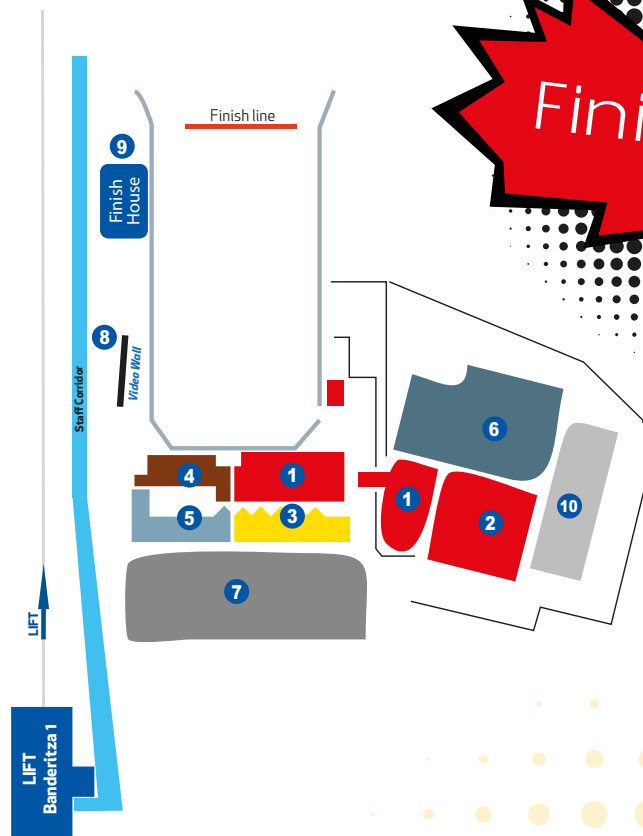 Fini
Finish line
9
Finish
House
8
Video Wall
Staff Corridor
6
4
1
1
10
5
3
2
7
LIFT
LIFT
Banderitza 1